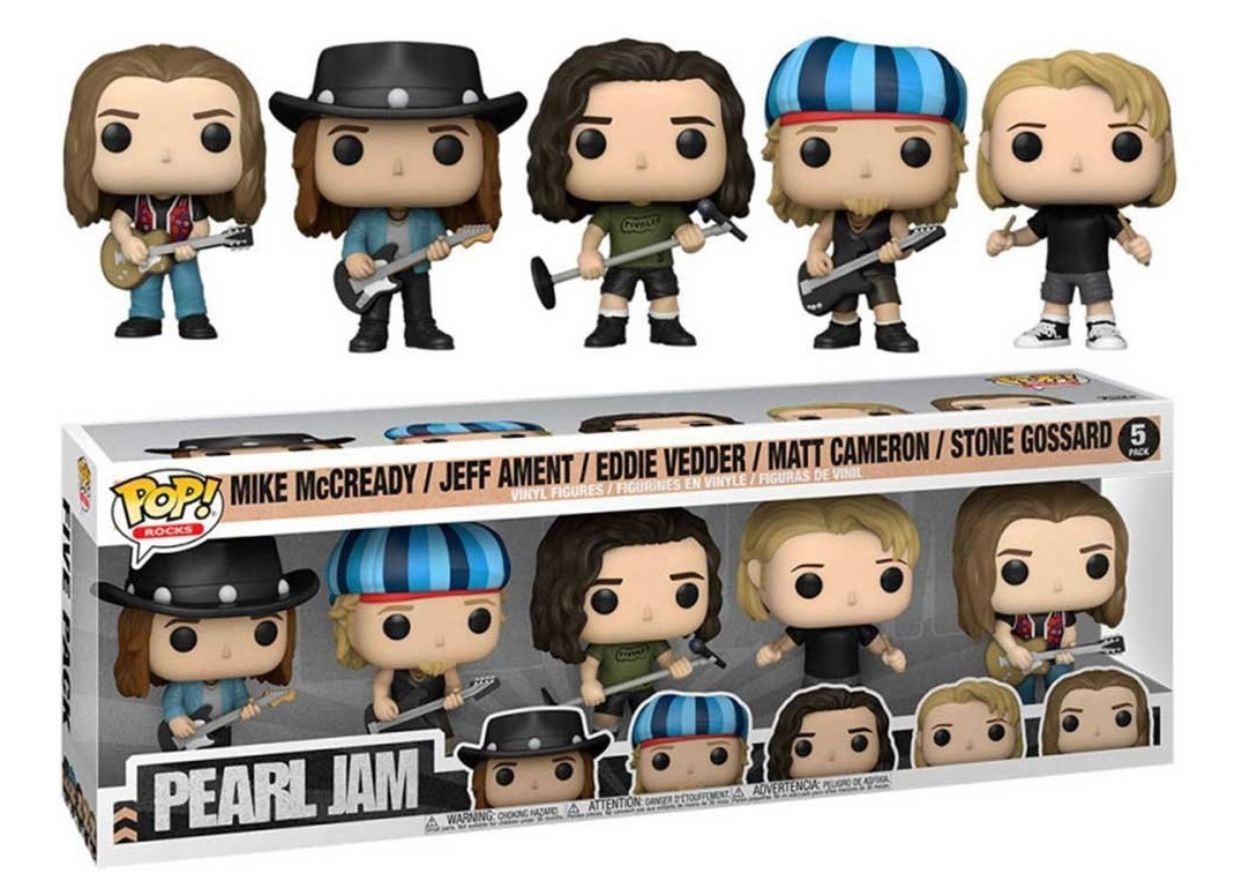 MIKE McCREADY / JEFF AMENT / EDDIE VEDDER / MATT CAMERON / STONE GOSSARD
5
PACK
VINYL FIGURES / FIGURINES EN VINYLE / FIGURAS DE VINIL
POP!
ROCKS
FIVE PACK
PEARL JAM
WARNING: CHOKING HAZARD.
ATTENTION: DANGER D'ÉTOUFFEMENT.
ADVERTENCIA: PELIGRO DE ASFIXIA.